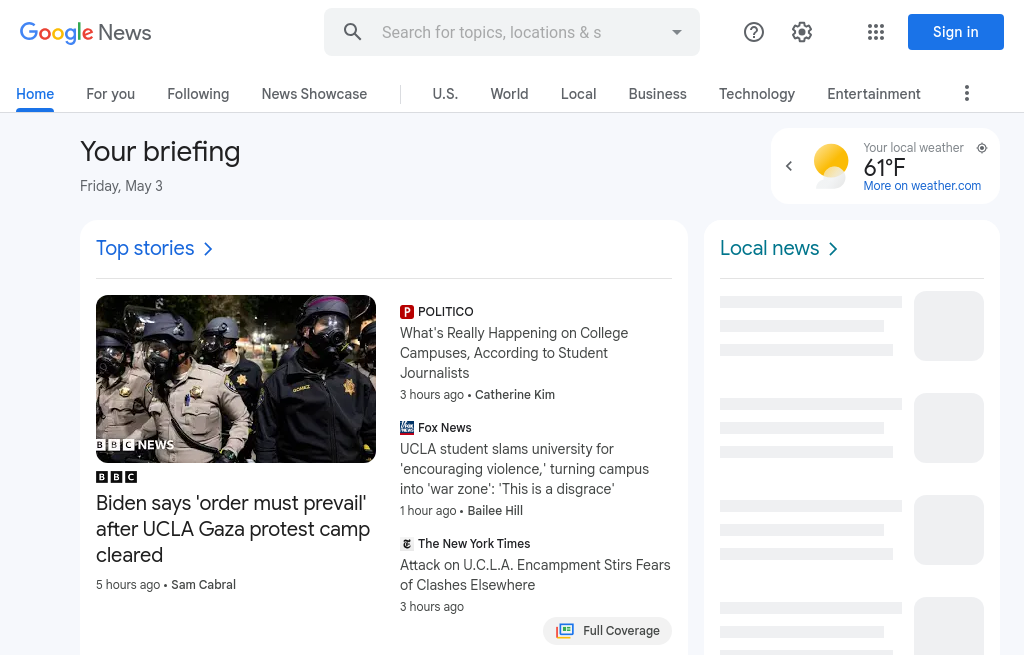 Google News
Search for topics, locations & s
Sign in
Home
For you
Following
News Showcase
U.S.
World
Local
Business
Technology
Entertainment
Your briefing
Friday, May 3
Your local weather
61°F
More on weather.com
Top stories
GOMEZ
BBC NEWS
BBC
Biden says 'order must prevail'
after UCLA Gaza protest camp
cleared
5 hours ago • Sam Cabral
POLITICO
What's Really Happening on College
Campuses, According to Student
Journalists
3 hours ago • Catherine Kim
Fox News
UCLA student slams university for
'encouraging violence,' turning campus
into 'war zone': 'This is a disgrace'
1 hour ago • Bailee Hill
The New York Times
Attack on U.C.L.A. Encampment Stirs Fears
of Clashes Elsewhere
3 hours ago
Full Coverage
Local news